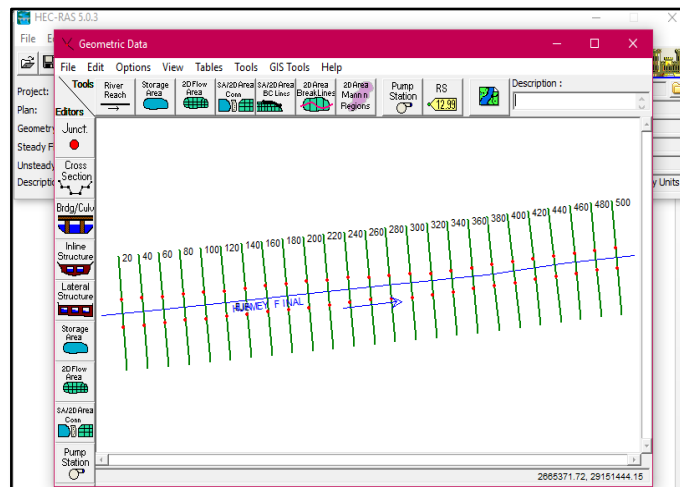 HEC-RAS 5.0.3
File
Ed
Project:
Plan:
Geometry
Steady F
Unsteady
Descripti
y Units
Geometric Data
File Edit Options View Tables Tools GIS Tools Help
Tools
Editors
River
Reach
Storage
Area
2D Flow
Area
SA/2D Area
Conn
SA/2D Area
BC Lines
2D Area
BreakLines
2D Area
Mann n
Regions
Pump
Station
RS
12.99
Description :
Junct.
Cross
Section
Brdg/Culv
Inline
Structure
Lateral
Structure
Storage
Area
2D Flow
Area
SA/2D Area
Conn
Pump
Station
20 40 60 80 100 120 140 160 180 200 220 240 260 280 300 320 340 360 380 400 420 440 460 480 500
FINAL
2665371.72, 29151444.15